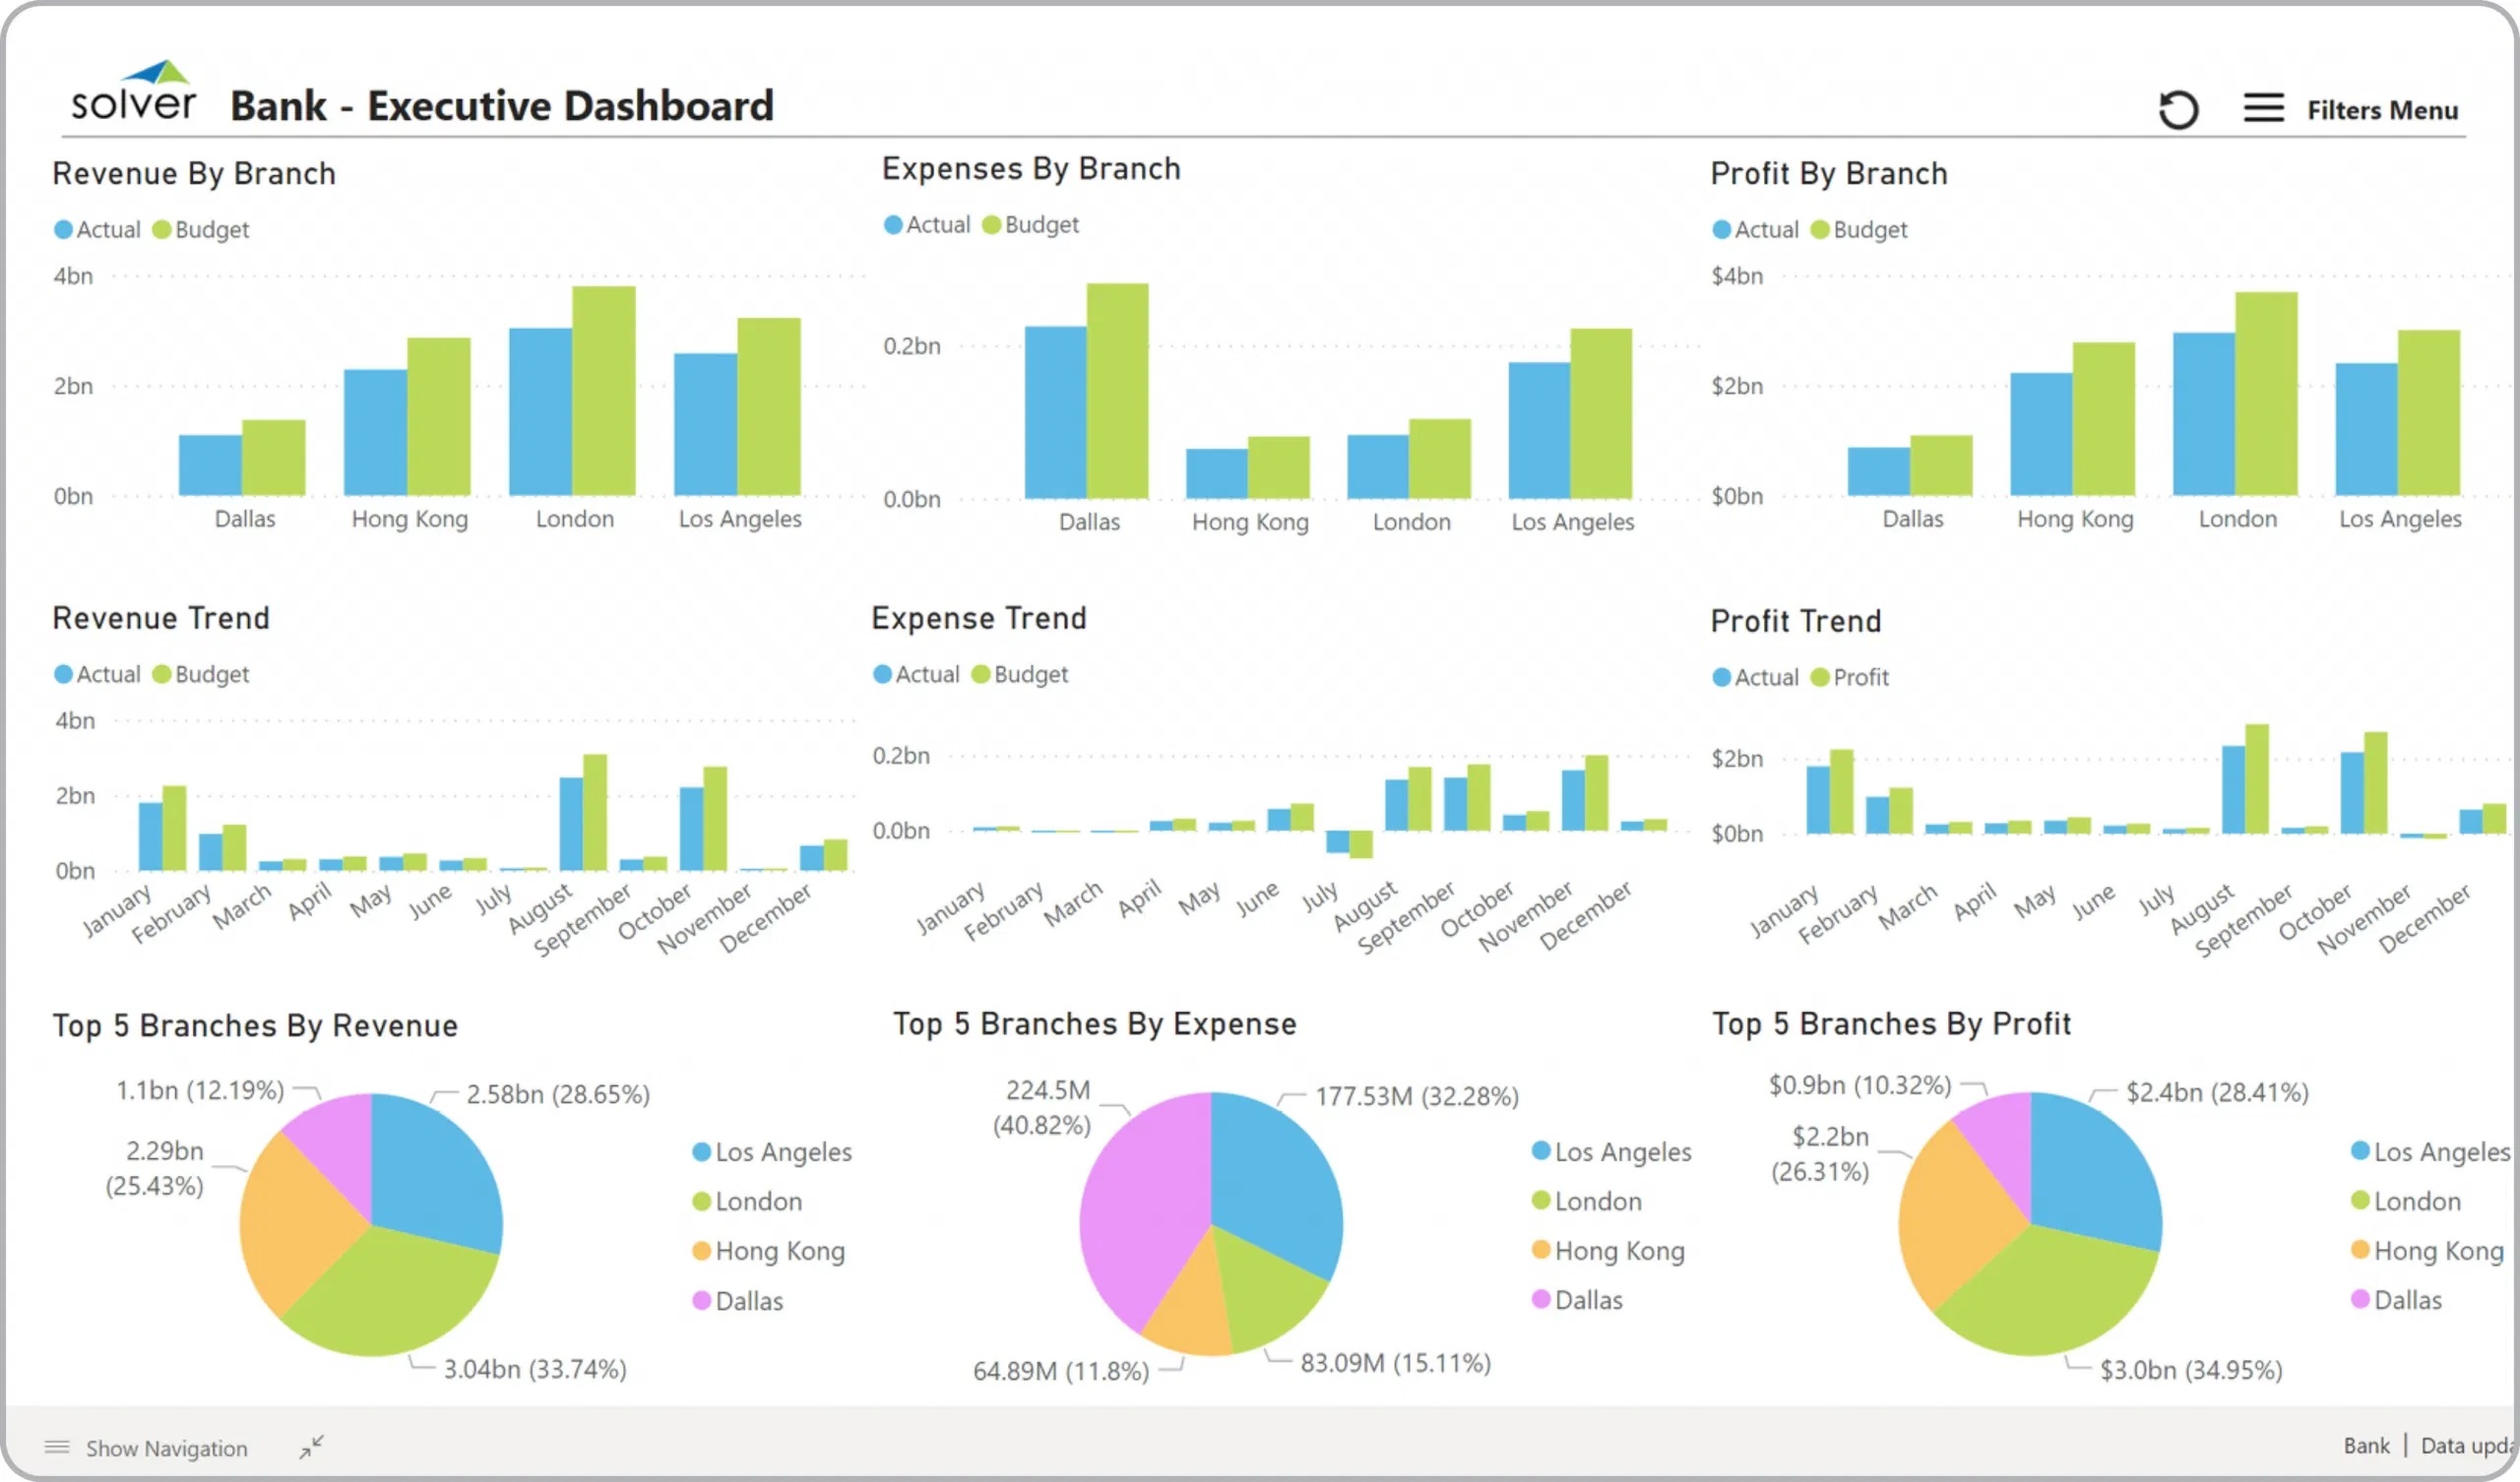 solver
Bank - Executive Dashboard
Filters Menu
Revenue By Branch
Actual Budget
4bn
2bn
0bn
Dallas Hong Kong London Los Angeles
Expenses By Branch
Actual Budget
0.2bn
0.0bn
Dallas Hong Kong London Los Angeles
Profit By Branch
Actual Budget
$4bn
$2bn
$0bn
Dallas Hong Kong London Los Angeles
Revenue Trend
Actual Budget
4bn
2bn
0bn
January February March April May June July August September October November December
Expense Trend
Actual Budget
0.2bn
0.0bn
January February March April May June July August September October November December
Profit Trend
Actual Profit
$2bn
$0bn
January February March April May June July August September October November December
Top 5 Branches By Revenue
1.1bn (12.19%)
2.58bn (28.65%)
2.29bn
(25.43%)
3.04bn (33.74%)
Los Angeles
London
Hong Kong
Dallas
Top 5 Branches By Expense
224.5M
(40.82%)
177.53M (32.28%)
64.89M (11.8%)
83.09M (15.11%)
Los Angeles
London
Hong Kong
Dallas
Top 5 Branches By Profit
$0.9bn (10.32%)
$2.4bn (28.41%)
$2.2bn
(26.31%)
$3.0bn (34.95%)
Los Angeles
London
Hong Kong
Dallas
Show Navigation
Bank | Data upda